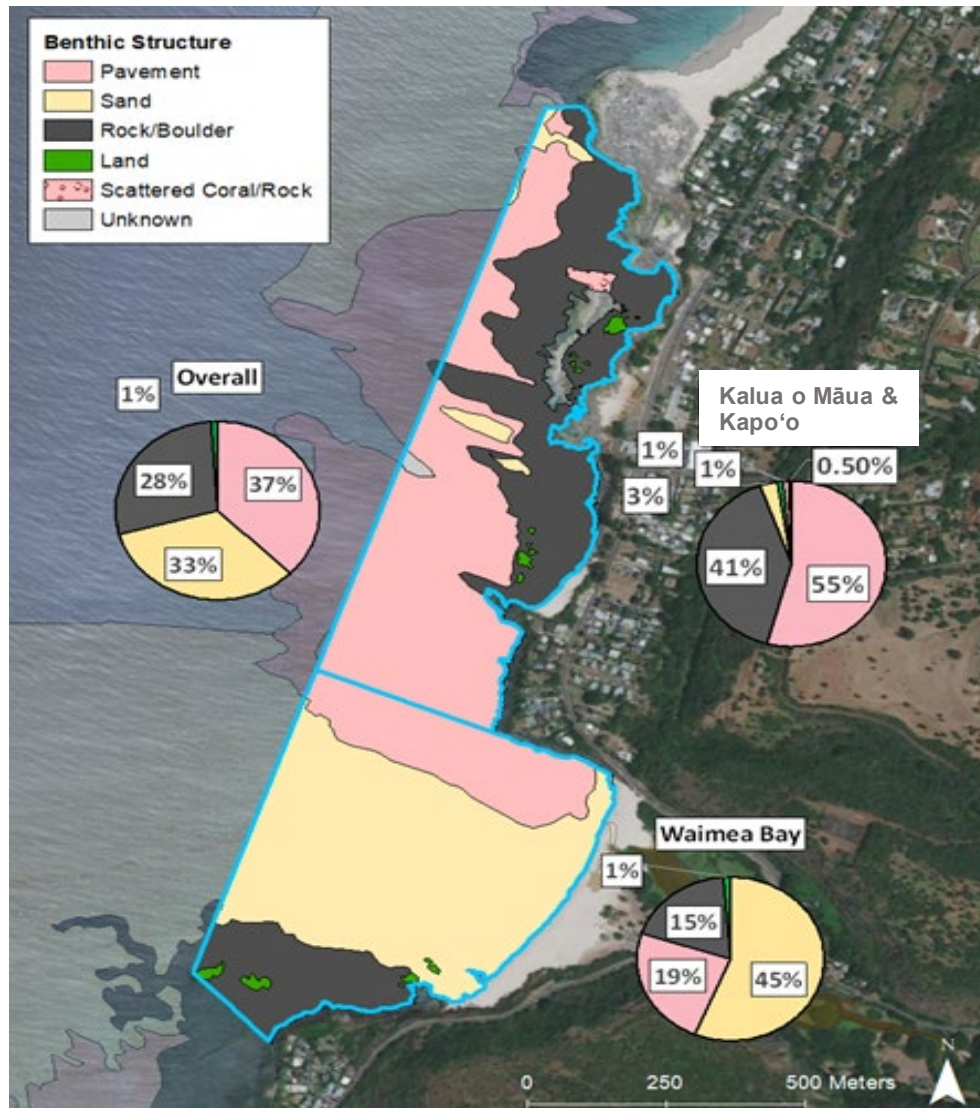 Benthic Structure
Pavement
Sand
Rock/Boulder
Land
Scattered Coral/Rock
Unknown
Overall
1%
28%
37%
33%
Kalua o Māua &
Kapo‘o
1%
1%
0.50%
3%
41%
55%
Waimea Bay
1%
15%
19%
45%
N
0 250 500 Meters